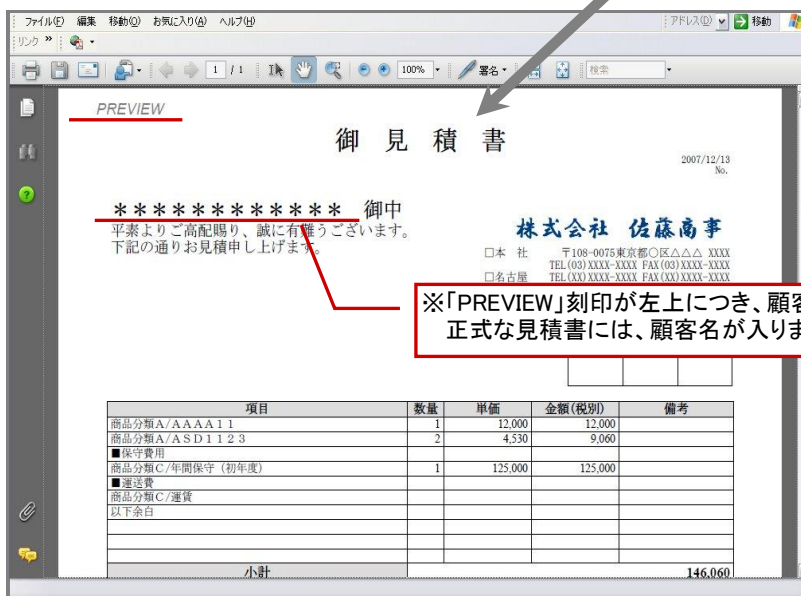 ファイル(F) 編集 移動(O) お気に入り(A) ヘルプ(H) アドレス(D) 移動
リンク »
1 / 1 100% 署名 検索
PREVIEW
御 見 積 書
2007/12/13
No.
************ 御中
平素よりご高配賜り、誠に有難うございます。
下記の通りお見積申し上げます。
株式会社 佐藤商事
□本 社 〒108-0075東京都〇区△△△ XXXX
TEL(03)XXXX-XXXX FAX(03)XXXX-XXXX
□名古屋 TEL(XX)XXXX-XXXX FAX(XX)XXXX-XXXX
※「PREVIEW」刻印が左上につき、顧客
正式な見積書には、顧客名が入りま
項目 数量 単価 金額(税別) 備考
商品分類A/AAAA11 1 12,000 12,000
商品分類A/ASD1123 2 4,530 9,060
■保守費用
商品分類C/年間保守(初年度) 1 125,000 125,000
■運送費
商品分類C/運賃
以下余白
小計 146,060